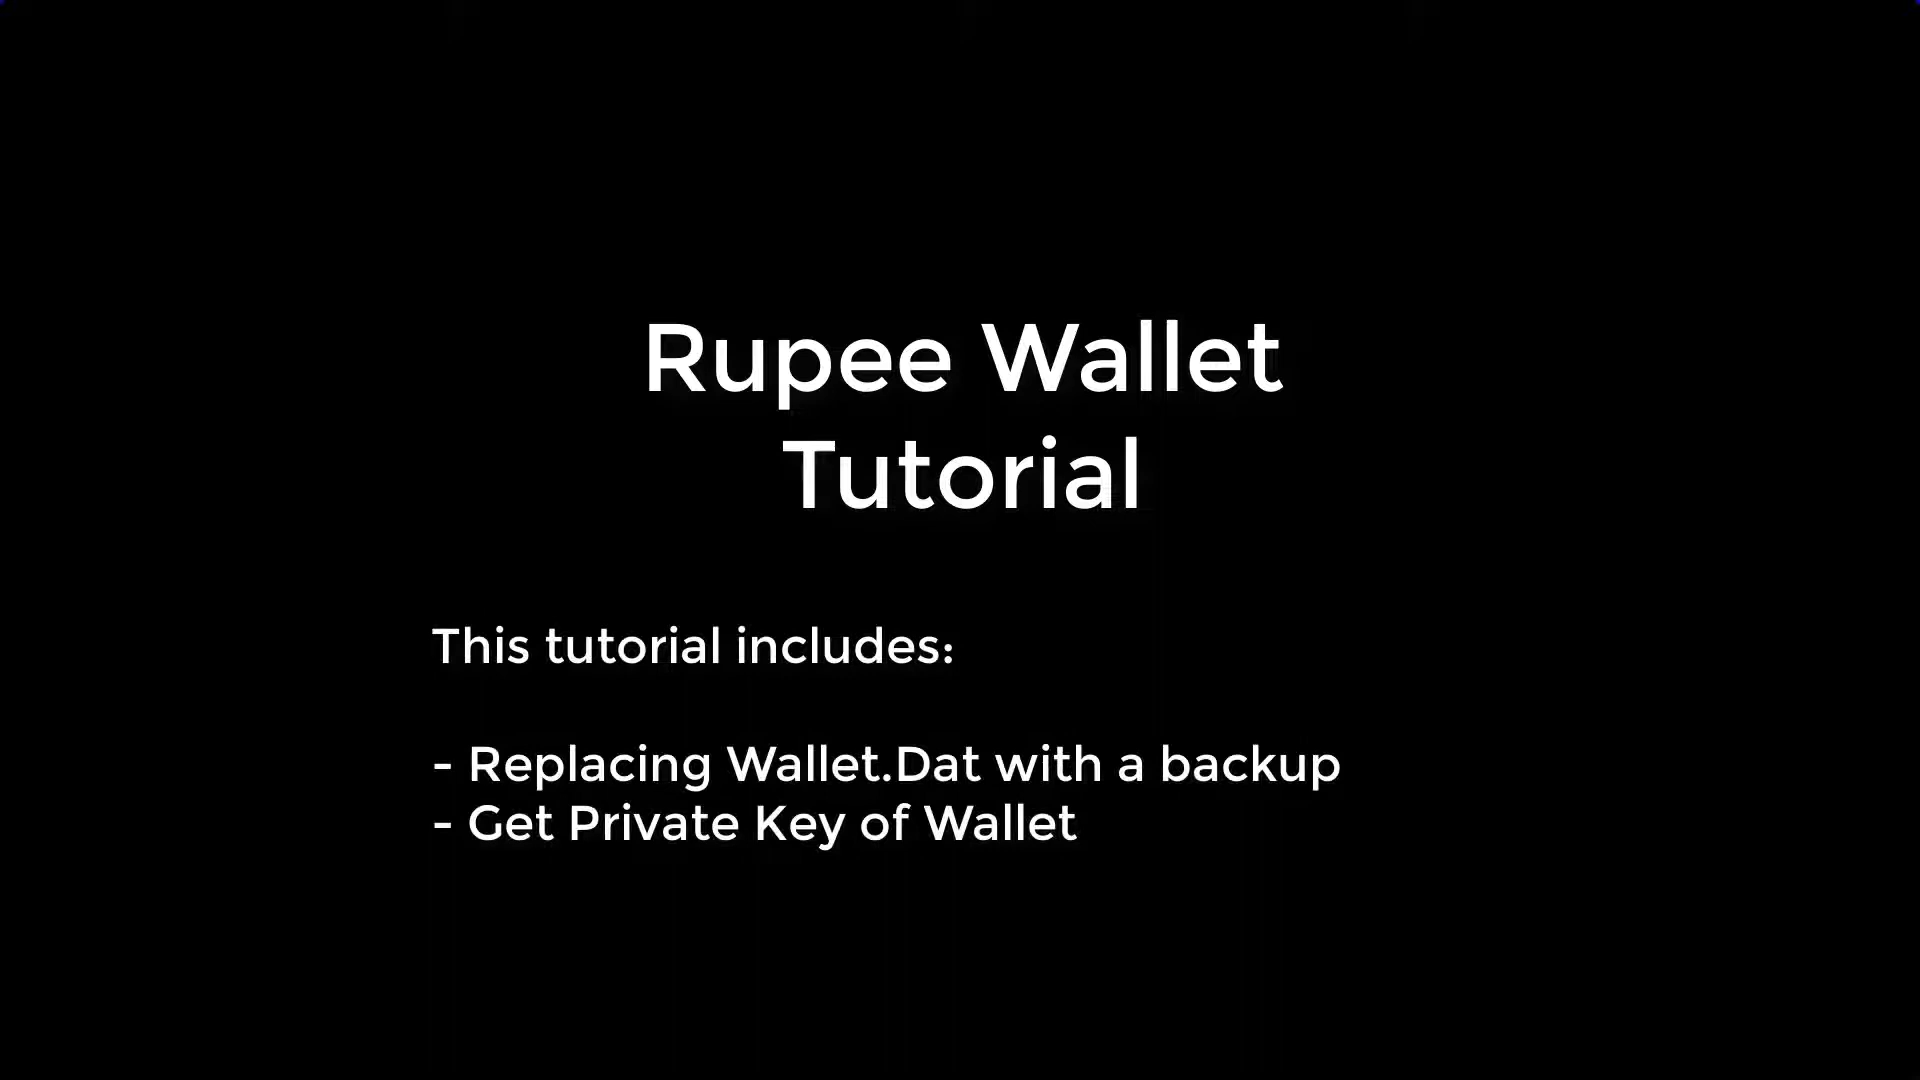 Rupee Wallet
Tutorial
This tutorial includes:
- Replacing Wallet.Dat with a backup
- Get Private Key of Wallet